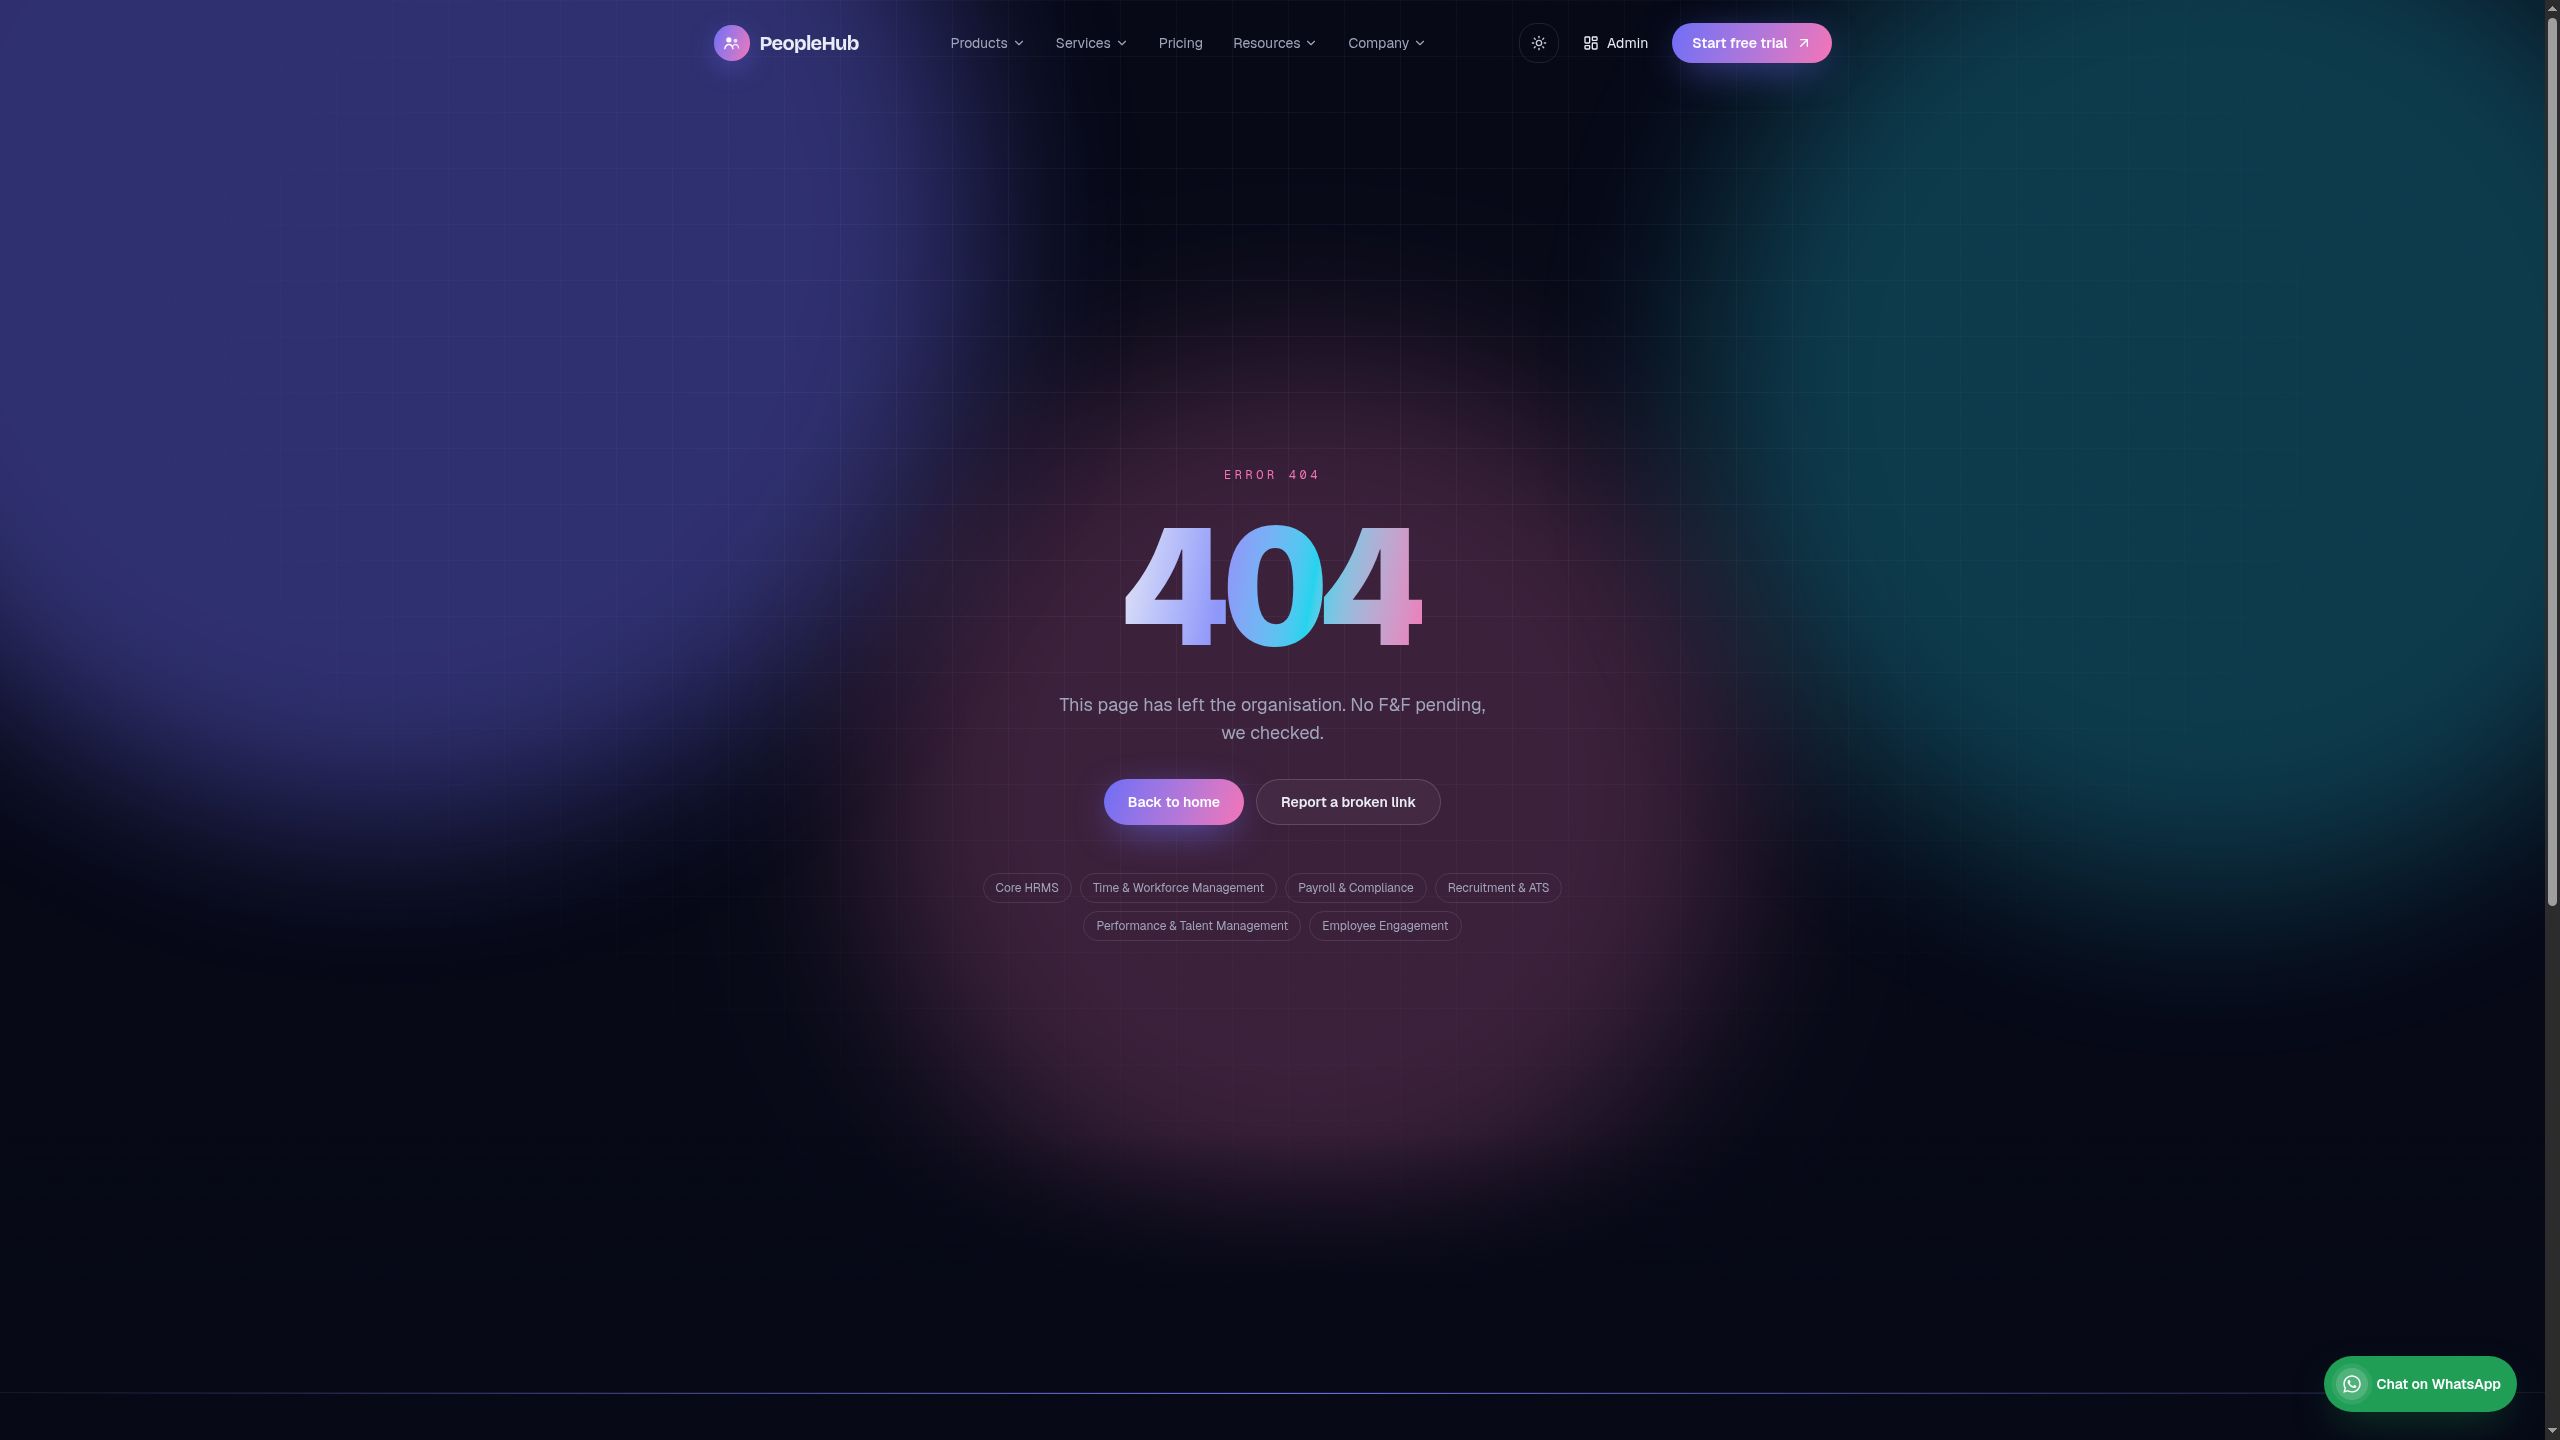 PeopleHub
Products
Services
Pricing
Resources
Company
Admin
Start free trial
ERROR 404
404
This page has left the organisation. No F&F pending,
we checked.
Back to home
Report a broken link
Core HRMS
Time & Workforce Management
Payroll & Compliance
Recruitment & ATS
Performance & Talent Management
Employee Engagement
Chat on WhatsApp